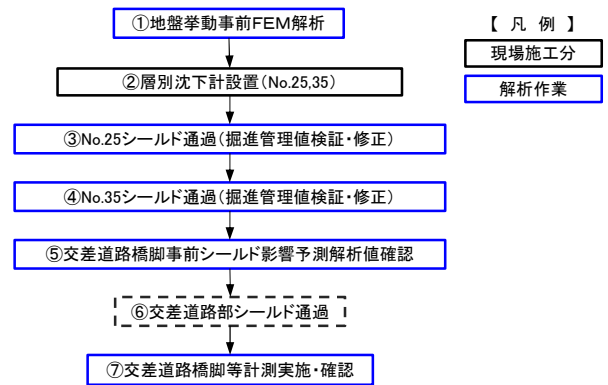 ①地盤挙動事前FEM解析
②層別沈下計設置(No.25,35)
③No.25シールド通過(掘進管理値検証・修正)
④No.35シールド通過(掘進管理値検証・修正)
⑤交差道路橋脚事前シールド影響予測解析値確認
⑥交差道路部シールド通過
⑦交差道路橋脚等計測実施・確認
【 凡 例 】
現場施工分
解析作業